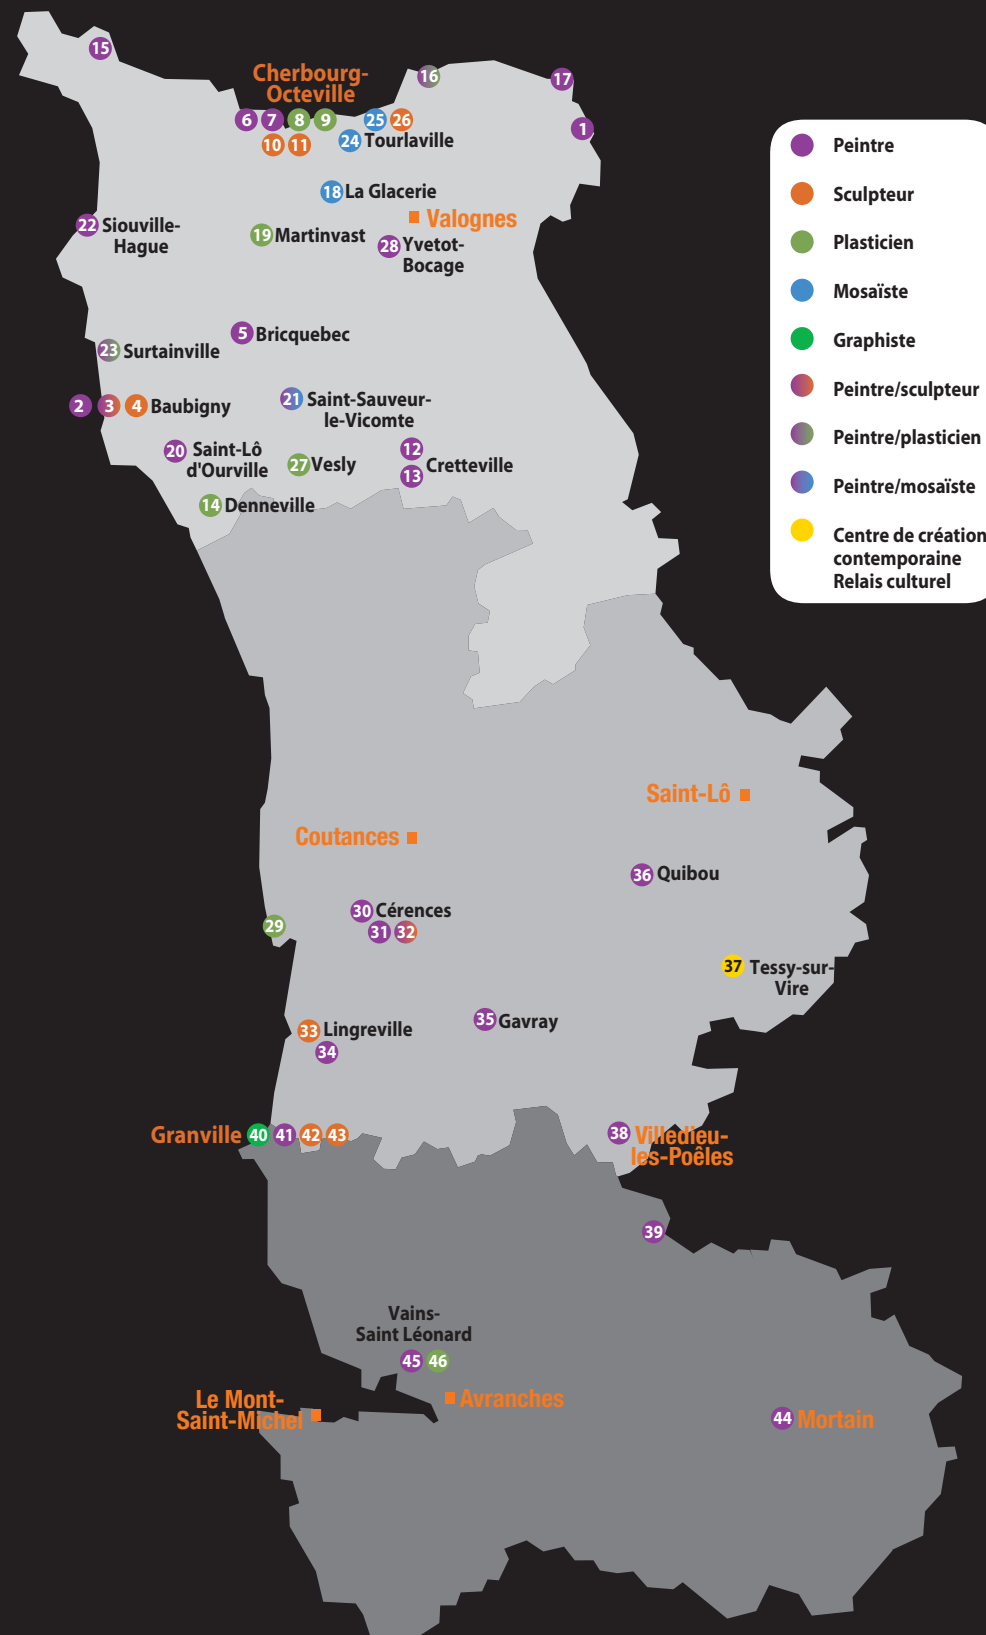 15
16
17
Cherbourg-
Octeville
6 7 8 9 25 26
1
10 11 24 Tourlaville
18 La Glacerie
Valognes
22 Siouville-
Hague
19 Martinvast
28 Yvetot-
Bocage
5 Bricquebec
23 Surtainville
2 3 4 Baubigny
21 Saint-Sauveur-
le-Vicomte
20 Saint-Lô
d'Ourville
27 Vesly
12
13
Cretteville
14 Denneville
Peintre
Sculpteur
Plasticien
Mosaïste
Graphiste
Peintre/sculpteur
Peintre/plasticien
Peintre/mosaïste
Centre de création
contemporaine
Relais culturel
Saint-Lô
Coutances
36 Quibou
30 Cérences
31 32
29
37 Tessy-sur-
Vire
33 Lingreville
34
35 Gavray
Granville 40 41 42 43
38 Villedieu-
les-Poêles
39
Vains-
Saint Léonard
45 46
Avranches
Le Mont-
Saint-Michel
44 Mortain